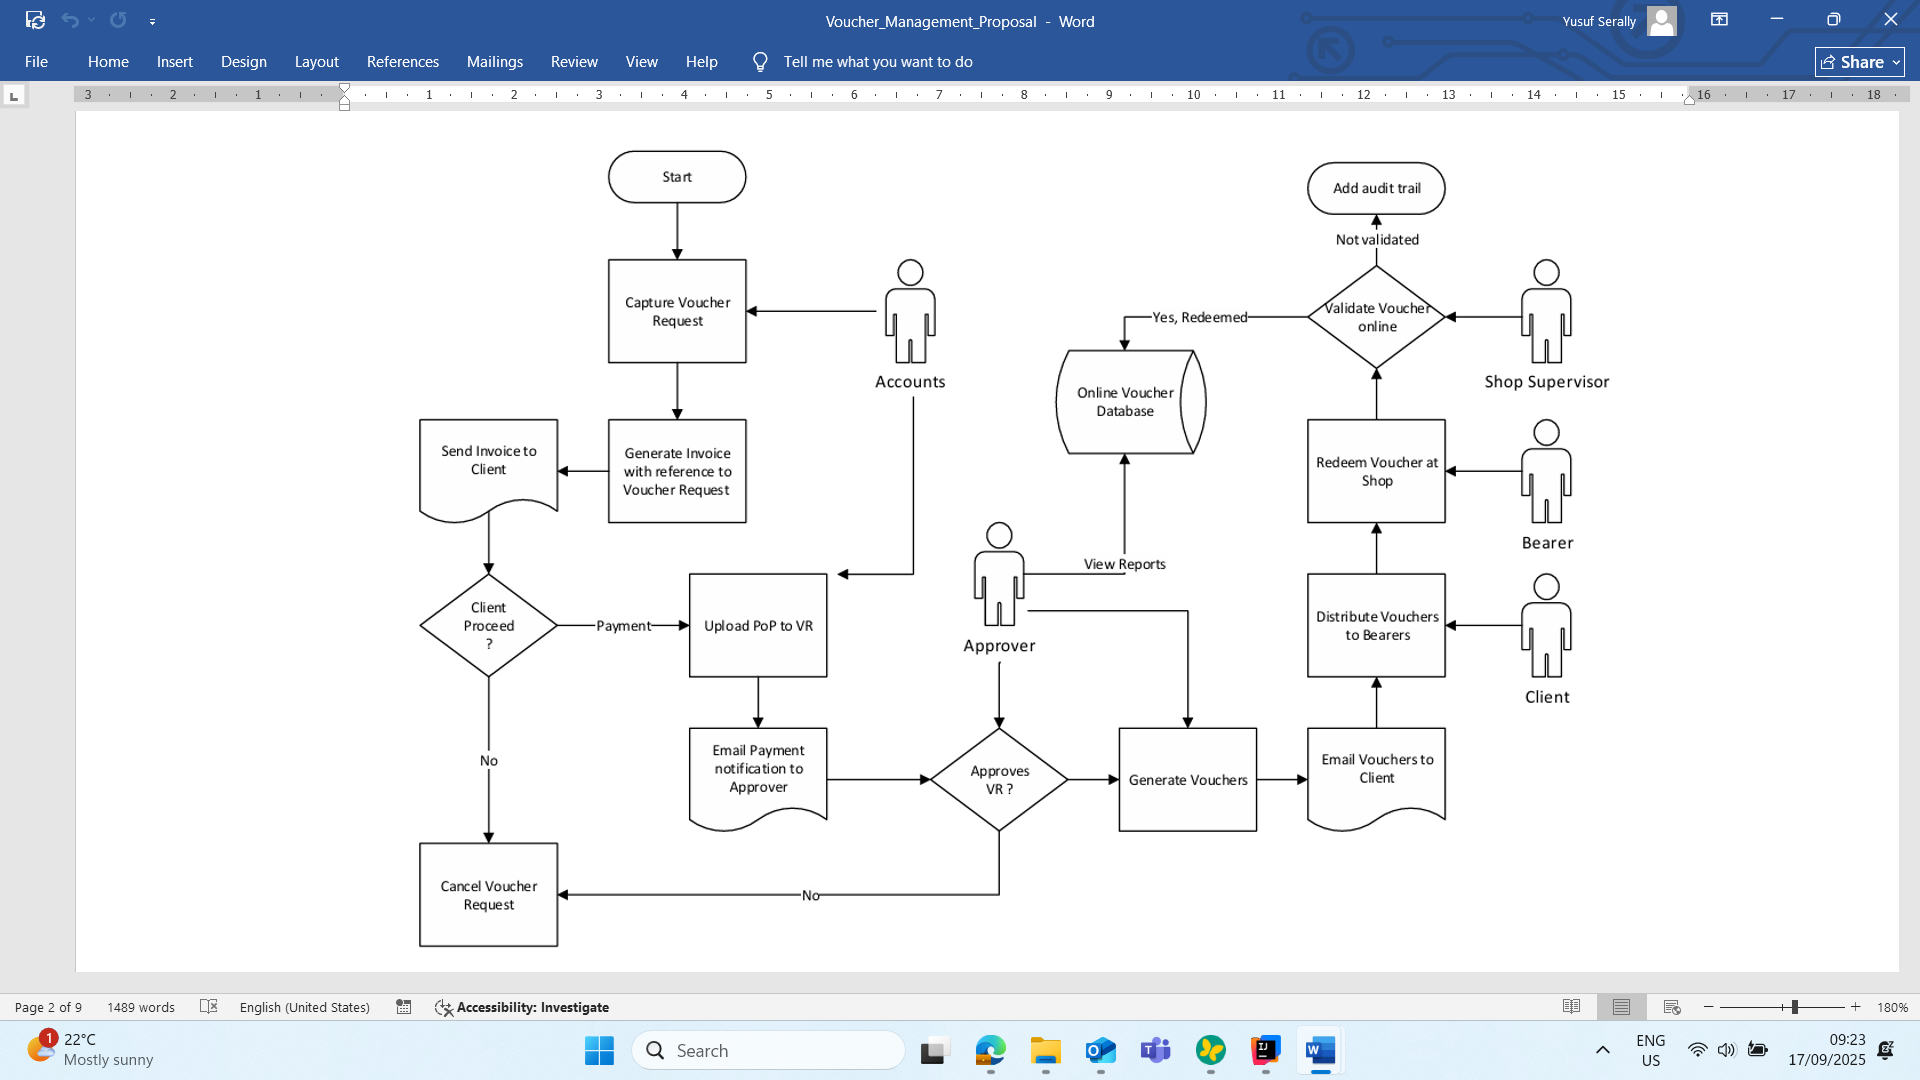 Voucher_Management_Proposal - Word
Yusuf Serally
File Home Insert Design Layout References Mailings Review View Help Tell me what you want to do
Share
3 2 1 1 2 3 4 5 6 7 8 9 10 11 12 13 14 15 16 17 18
Start
Capture Voucher
Request
Accounts
Generate Invoice
with reference to
Voucher Request
Send Invoice to
Client
Client
Proceed
?
Payment
Upload PoP to VR
No
Cancel Voucher
Request
Email Payment
notification to
Approver
Approver
Approves
VR ?
No
View Reports
Generate Vouchers
Email Vouchers to
Client
Distribute Vouchers
to Bearers
Client
Redeem Voucher at
Shop
Bearer
Validate Voucher
online
Shop Supervisor
Yes, Redeemed
Online Voucher
Database
Not validated
Add audit trail
Page 2 of 9 1489 words English (United States) Accessibility: Investigate
180%
1
22°C
Mostly sunny
Search
ENG
US
09:23
17/09/2025